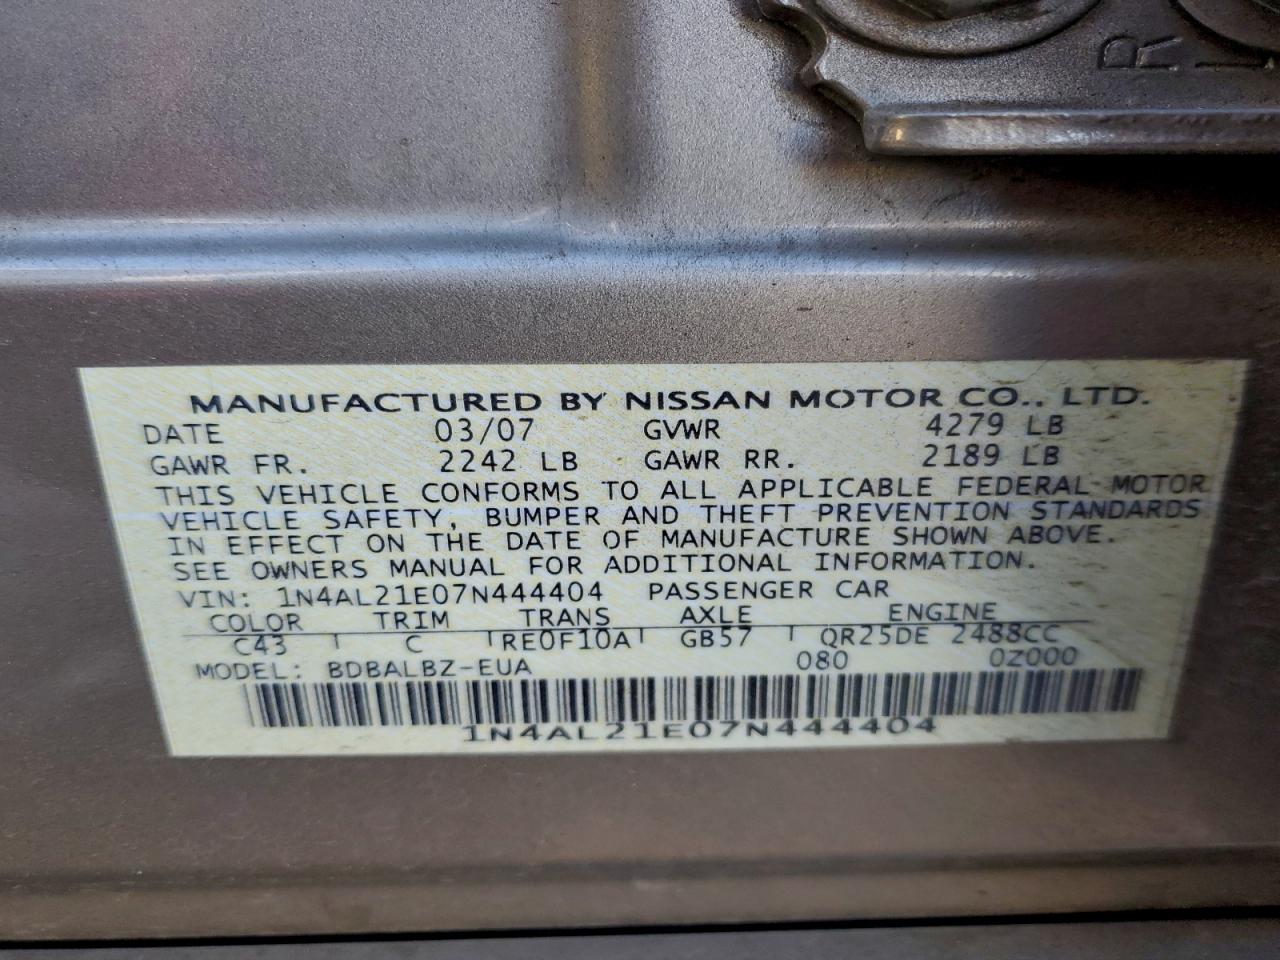 R
MANUFACTURED BY NISSAN MOTOR CO., LTD.
DATE 03/07 GVWR 4279 LB
GAWR FR. 2242 LB GAWR RR. 2189 LB
THIS VEHICLE CONFORMS TO ALL APPLICABLE FEDERAL MOTOR
VEHICLE SAFETY, BUMPER AND THEFT PREVENTION STANDARDS
IN EFFECT ON THE DATE OF MANUFACTURE SHOWN ABOVE.
SEE OWNERS MANUAL FOR ADDITIONAL INFORMATION.
VIN: 1N4AL21E07N444404 PASSENGER CAR
COLOR TRIM TRANS AXLE ENGINE
C43 C RE0F10A GB57 QR25DE 2488CC
MODEL: BDBALBZ-EUA 080 0Z000
1N4AL21E07N444404